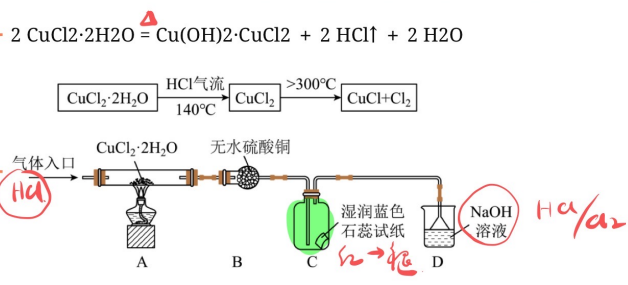 Δ
2 CuCl2·2H2O = Cu(OH)2·CuCl2 + 2 HCl↑ + 2 H2O
CuCl₂·2H₂O HCl气流 140℃ CuCl₂ >300℃ CuCl+Cl₂
CuCl₂·2H₂O 无水硫酸铜
气体入口
HCl
湿润蓝色
石蕊试纸
NaOH
溶液
HCl/Cl₂
红→褪
A B C D